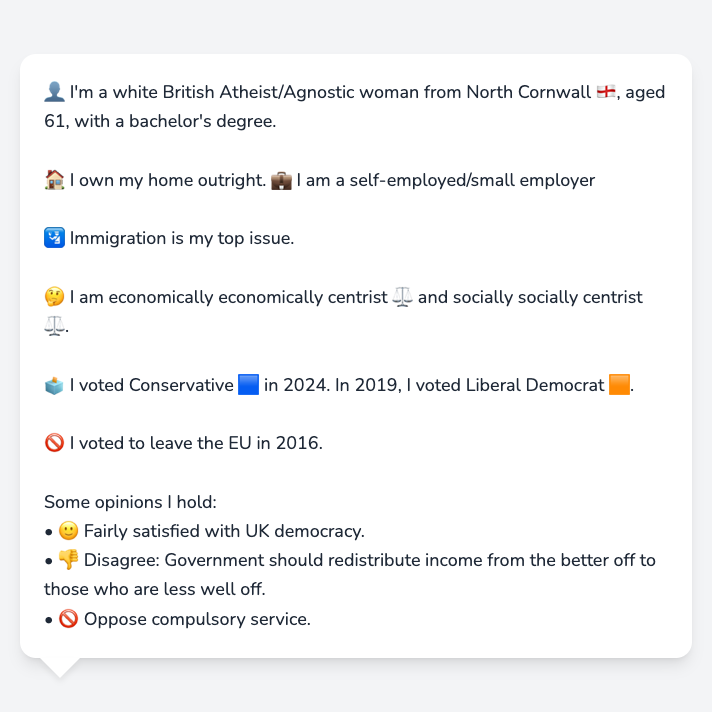 👤 I'm a white British Atheist/Agnostic woman from North Cornwall 🏴󠁧󠁢󠁥󠁮󠁧󠁿, aged
61, with a bachelor's degree.
🏠 I own my home outright. 💼 I am a self-employed/small employer
🛂 Immigration is my top issue.
🤔 I am economically economically centrist ⚖️ and socially socially centrist
⚖️.
🗳️ I voted Conservative 🟦 in 2024. In 2019, I voted Liberal Democrat 🟧.
🚫 I voted to leave the EU in 2016.
Some opinions I hold:
• 🙂 Fairly satisfied with UK democracy.
• 👎 Disagree: Government should redistribute income from the better off to
those who are less well off.
• 🚫 Oppose compulsory service.